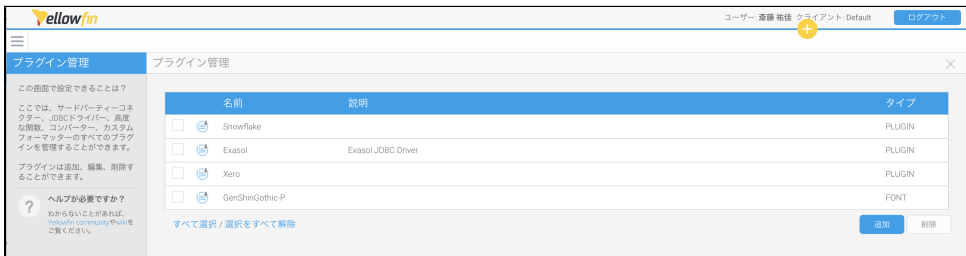 Yellowfin
ユーザー: 斎藤 祐佳 クライアント: Default
ログアウト
プラグイン管理
プラグイン管理
この画面で設定できることは？
ここでは、サードパーティーコネ
クター、JDBCドライバー、高度
な関数、コンバーター、カスタム
フォーマッターのすべてのプラグ
インを管理することができます。
プラグインは追加、編集、削除す
ることができます。
ヘルプが必要ですか？
わからないことがあれば、
Yellowfin communityやwikiを
ご覧ください。
名前 説明 タイプ
Snowflake PLUGIN
Exasol Exasol JDBC Driver PLUGIN
Xero PLUGIN
GenShinGothic-P FONT
すべて選択 / 選択をすべて解除
追加 削除